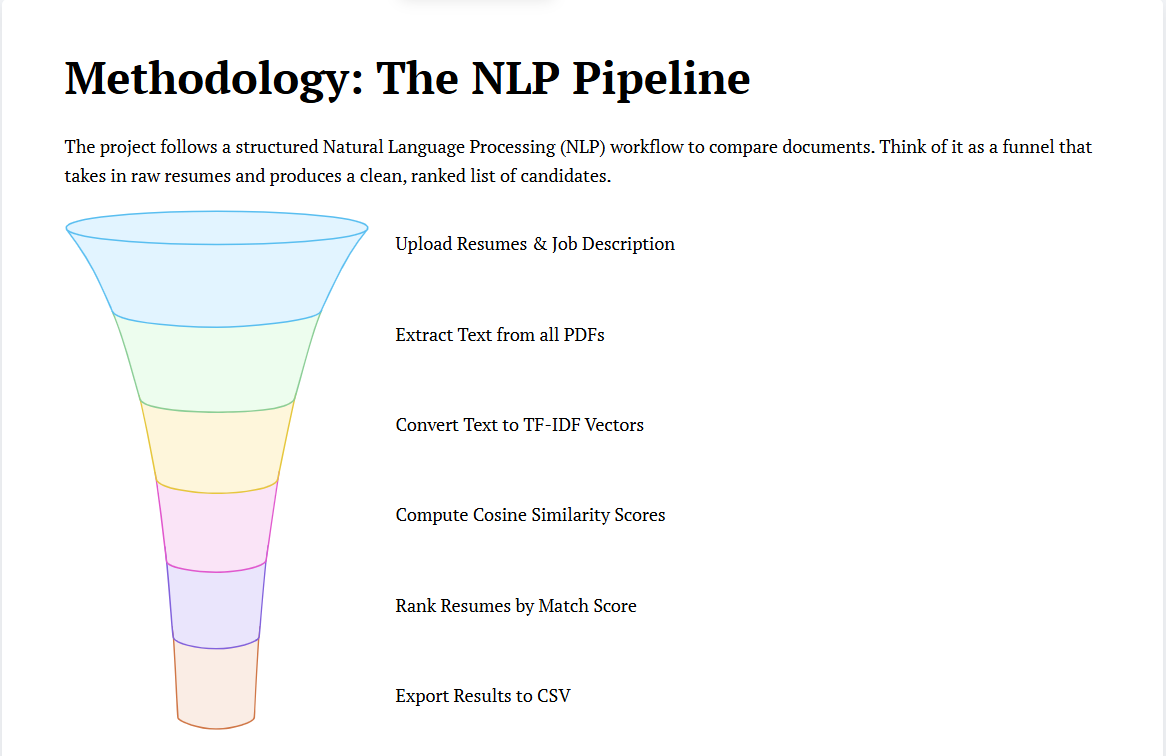 Methodology: The NLP Pipeline
The project follows a structured Natural Language Processing (NLP) workflow to compare documents. Think of it as a funnel that
takes in raw resumes and produces a clean, ranked list of candidates.
Upload Resumes & Job Description
Extract Text from all PDFs
Convert Text to TF-IDF Vectors
Compute Cosine Similarity Scores
Rank Resumes by Match Score
Export Results to CSV